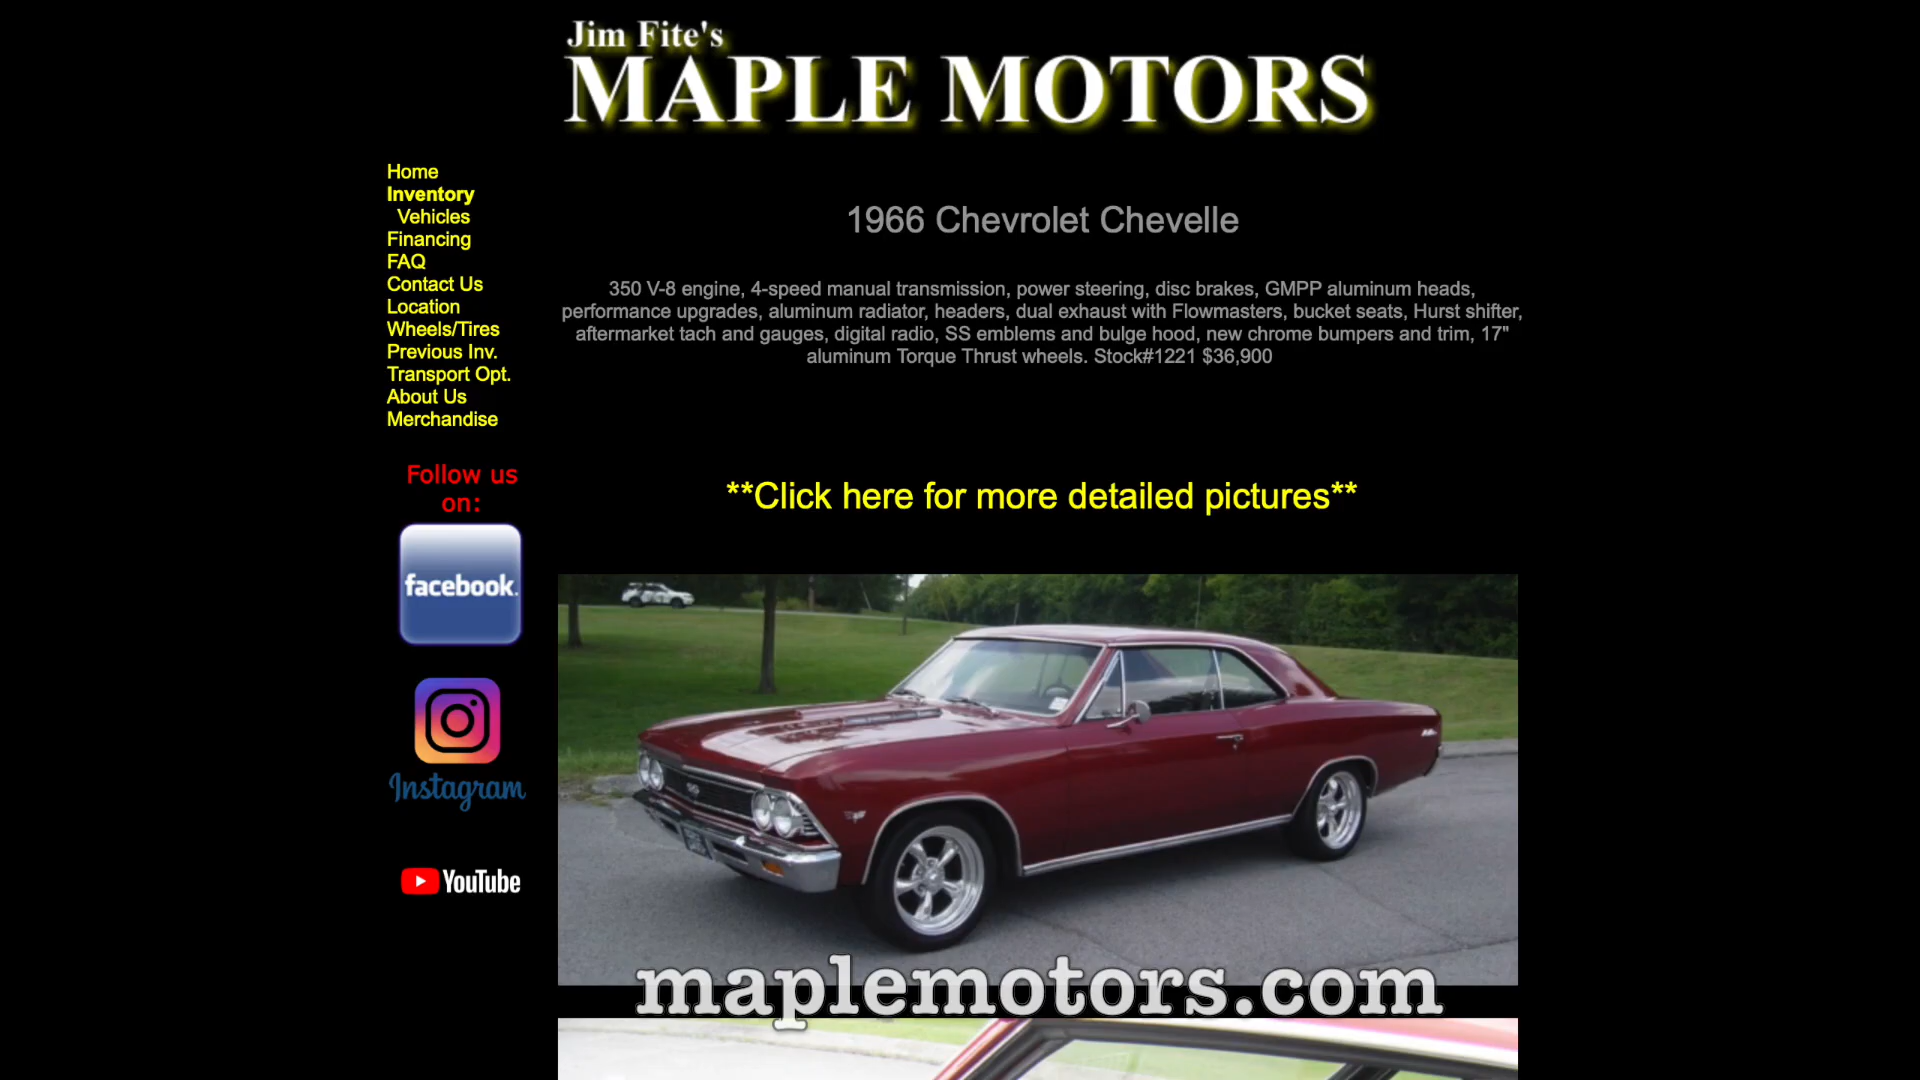 Jim Fite's
MAPLE MOTORS
Home
Inventory
Vehicles
Financing
FAQ
Contact Us
Location
Wheels/Tires
Previous Inv.
Transport Opt.
About Us
Merchandise
Follow us
on:
facebook.
Instagram
YouTube
1966 Chevrolet Chevelle
350 V-8 engine, 4-speed manual transmission, power steering, disc brakes, GMPP aluminum heads,
performance upgrades, aluminum radiator, headers, dual exhaust with Flowmasters, bucket seats, Hurst shifter,
aftermarket tach and gauges, digital radio, SS emblems and bulge hood, new chrome bumpers and trim, 17"
aluminum Torque Thrust wheels. Stock#1221 $36,900
**Click here for more detailed pictures**
SS
maplemotors.com